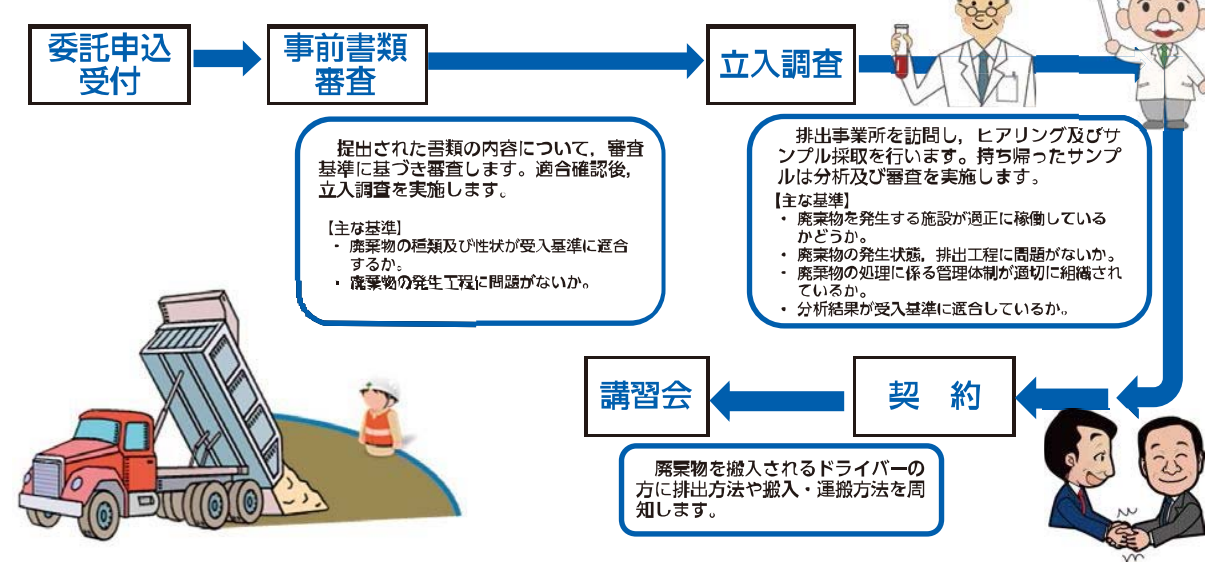 委託申込
受付
事前書類
審査
立入調査
提出された書類の内容について，審査
基準に基づき審査します。適合確認後，
立入調査を実施します。
【主な基準】
・ 廃棄物の種類及び性状が受入基準に適合
するか。
・ 廃棄物の発生工程に問題がないか。
排出事業所を訪問し，ヒアリング及びサ
ンプル採取を行います。持ち帰ったサンプ
ルは分析及び審査を実施します。
【主な基準】
・ 廃棄物を発生する施設が適正に稼働している
かどうか。
・ 廃棄物の発生状態，排出工程に問題がないか。
・ 廃棄物の処理に係る管理体制が適切に組織され
ているか。
・ 分析結果が受入基準に適合しているか。
契　約
講習会
廃棄物を搬入されるドライバーの
方に排出方法や搬入・運搬方法を周
知します。